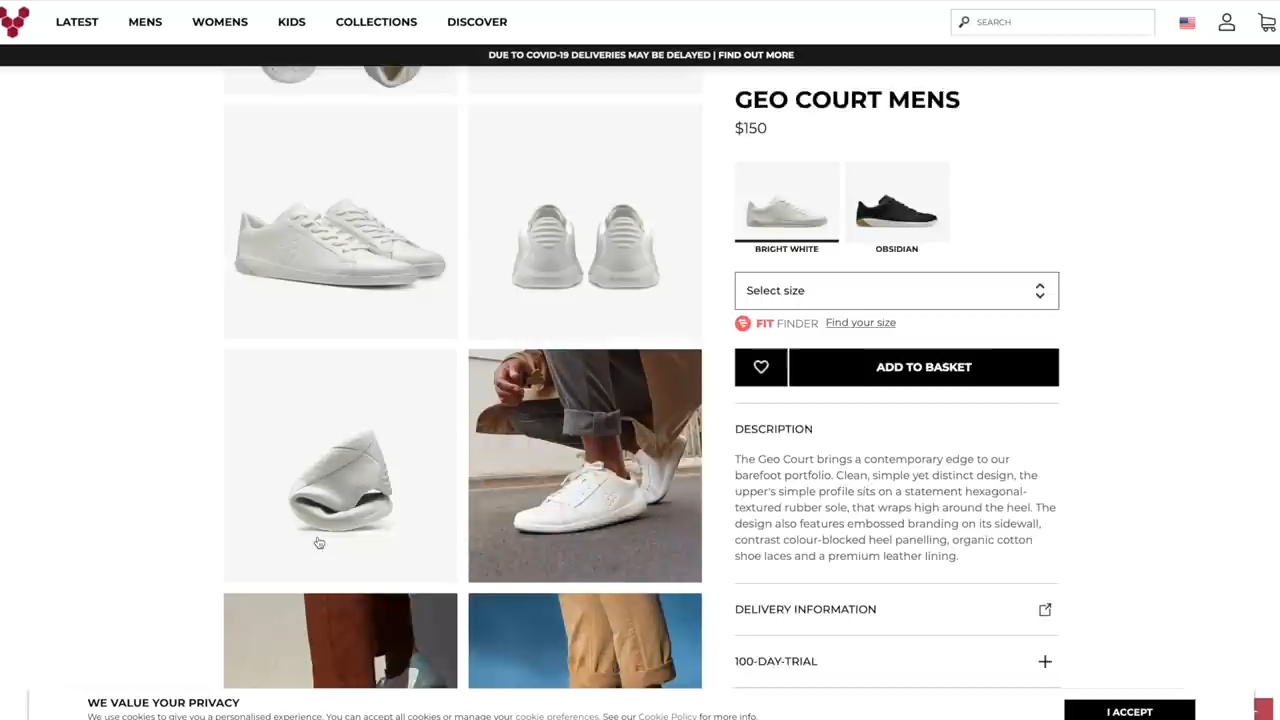 LATEST MENS WOMENS KIDS COLLECTIONS DISCOVER SEARCH
DUE TO COVID-19 DELIVERIES MAY BE DELAYED | FIND OUT MORE
GEO COURT MENS
$150
BRIGHT WHITE OBSIDIAN
Select size
FIT FINDER Find your size
ADD TO BASKET
DESCRIPTION
The Geo Court brings a contemporary edge to our
barefoot portfolio. Clean, simple yet distinct design, the
upper's simple profile sits on a statement hexagonal-
textured rubber sole, that wraps high around the heel. The
design also features embossed branding on its sidewall,
contrast colour-blocked heel panelling, organic cotton
shoe laces and a premium leather lining.
DELIVERY INFORMATION
100-DAY-TRIAL
WE VALUE YOUR PRIVACY
We use cookies to give you a personalised experience. You can accept all cookies or manage your cookie preferences. See our Cookie Policy for more info.
I ACCEPT